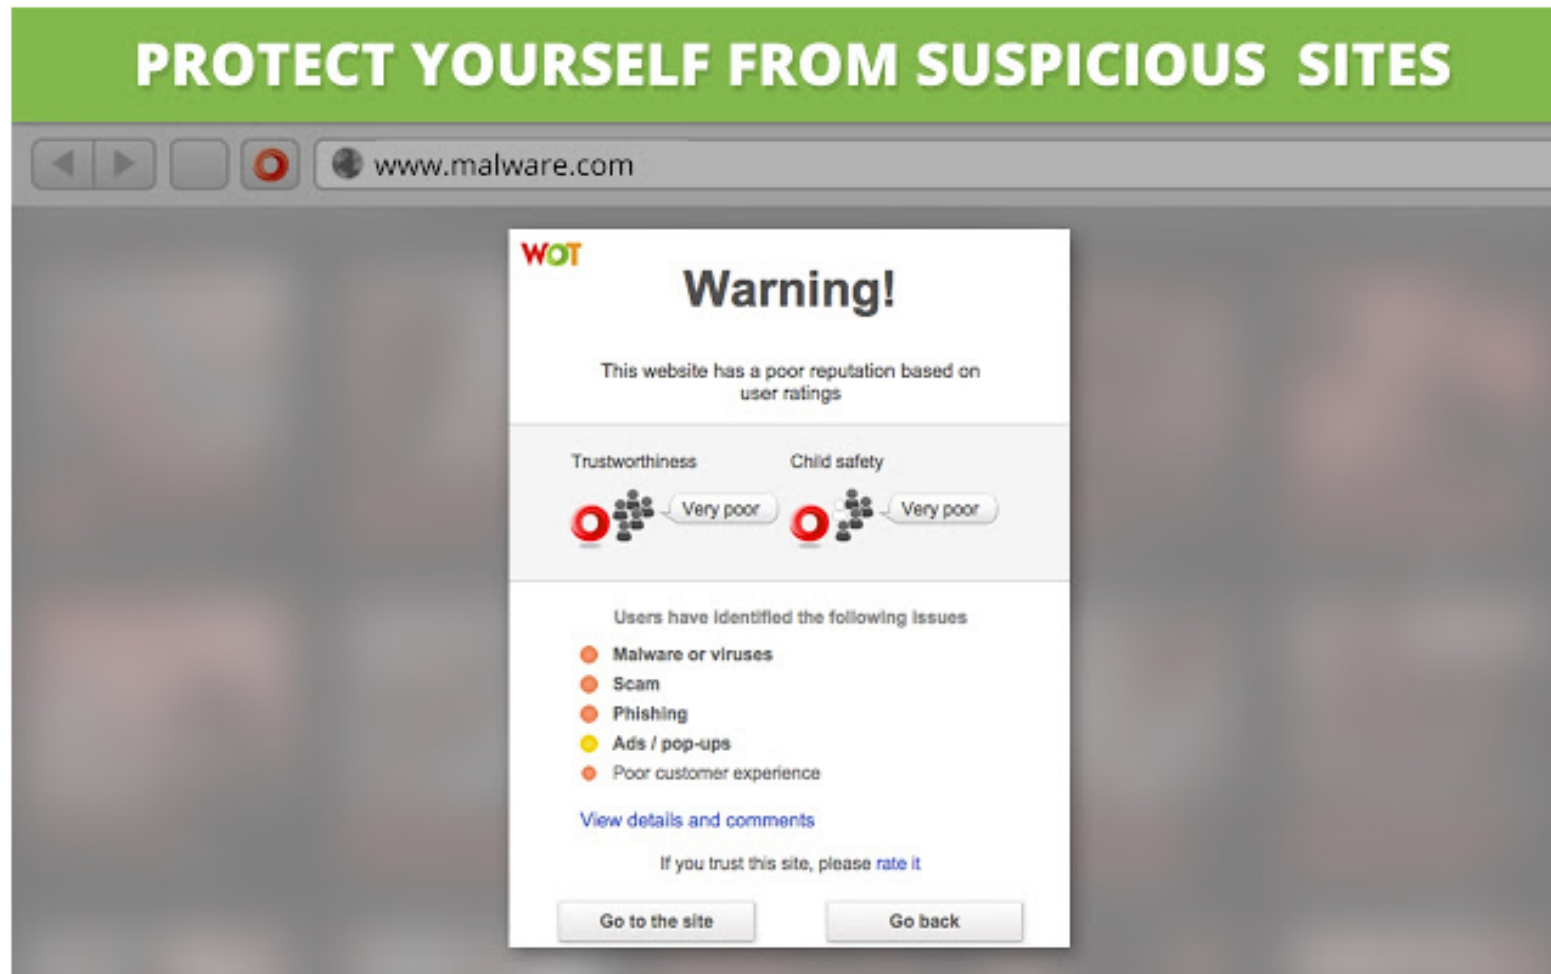 PROTECT YOURSELF FROM SUSPICIOUS SITES
www.malware.com
WOT
Warning!
This website has a poor reputation based on
user ratings
Trustworthiness Child safety
Very poor Very poor
Users have identified the following issues
Malware or viruses
Scam
Phishing
Ads / pop-ups
Poor customer experience
View details and comments
If you trust this site, please rate it
Go to the site Go back